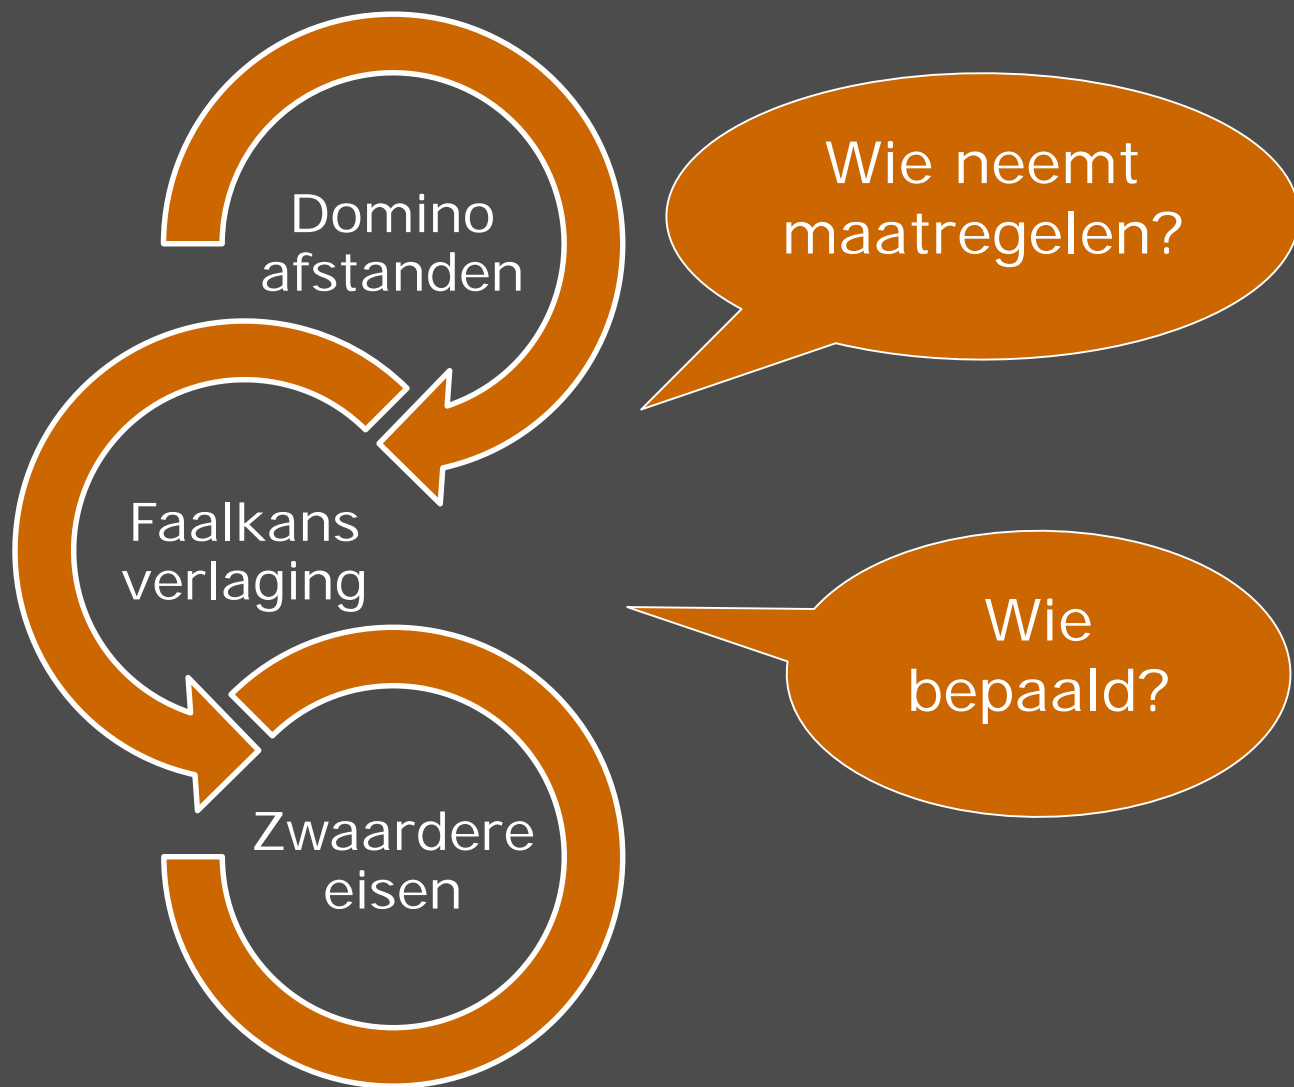 Domino
afstanden
Wie neemt
maatregelen?
Faalkans
verlaging
Wie
bepaald?
Zwaardere
eisen